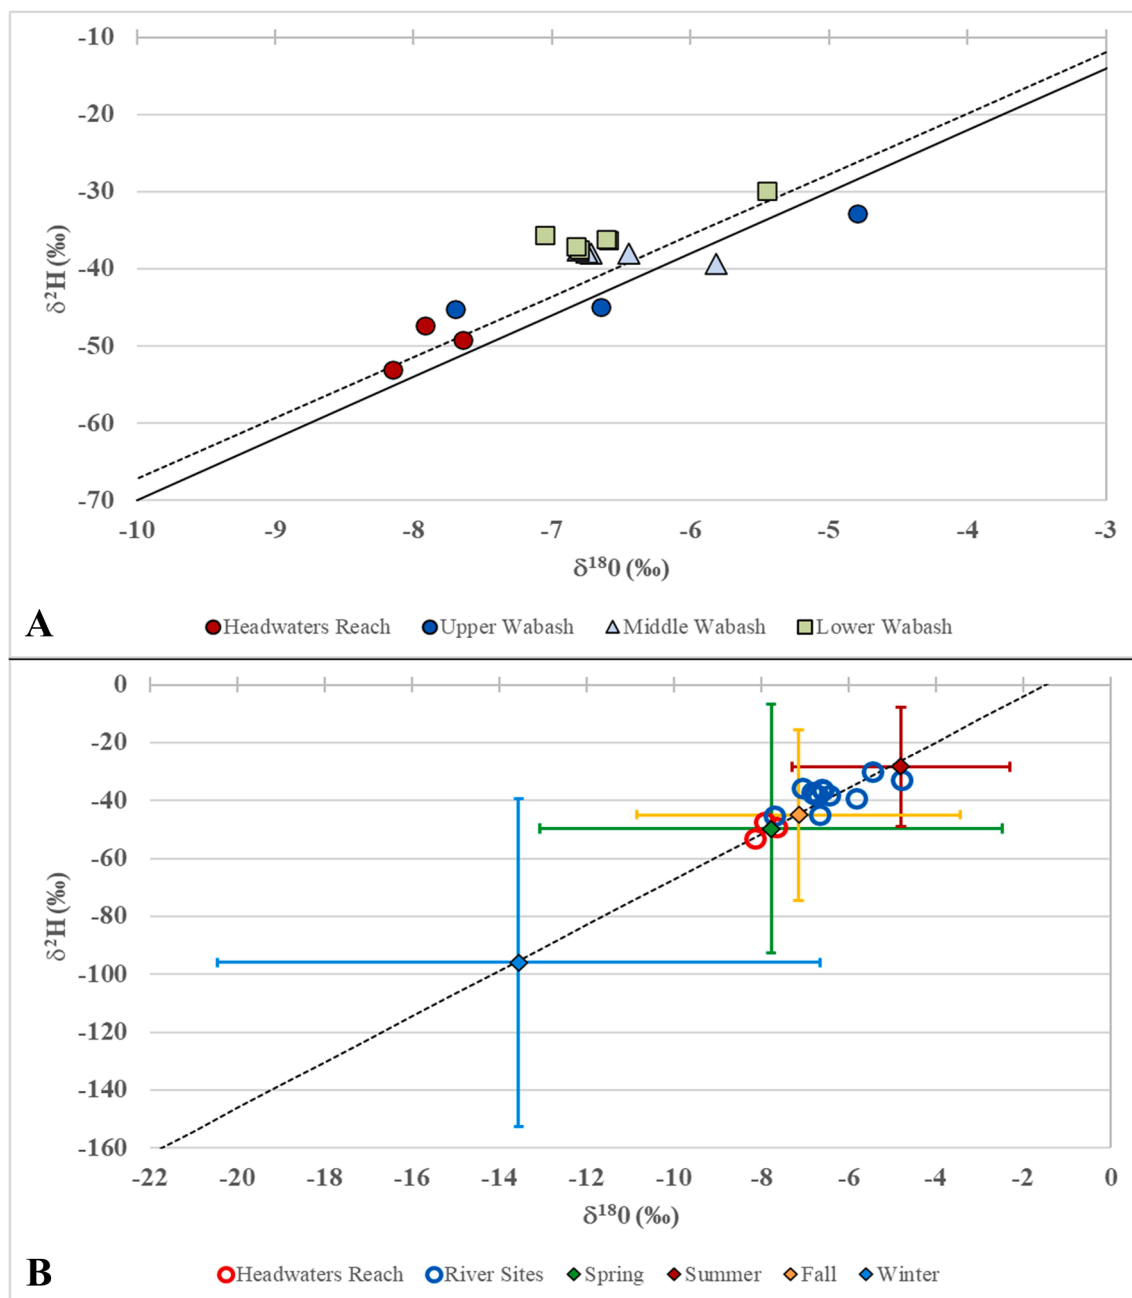 -10
-20
-30
-40
-50
-60
-70
δ²H (‰)
-10 -9 -8 -7 -6 -5 -4 -3
δ¹⁸0 (‰)
A
Headwaters Reach Upper Wabash Middle Wabash Lower Wabash
0
-20
-40
-60
-80
-100
-120
-140
-160
δ²H (‰)
-22 -20 -18 -16 -14 -12 -10 -8 -6 -4 -2 0
δ¹⁸0 (‰)
B
Headwaters Reach River Sites Spring Summer Fall Winter